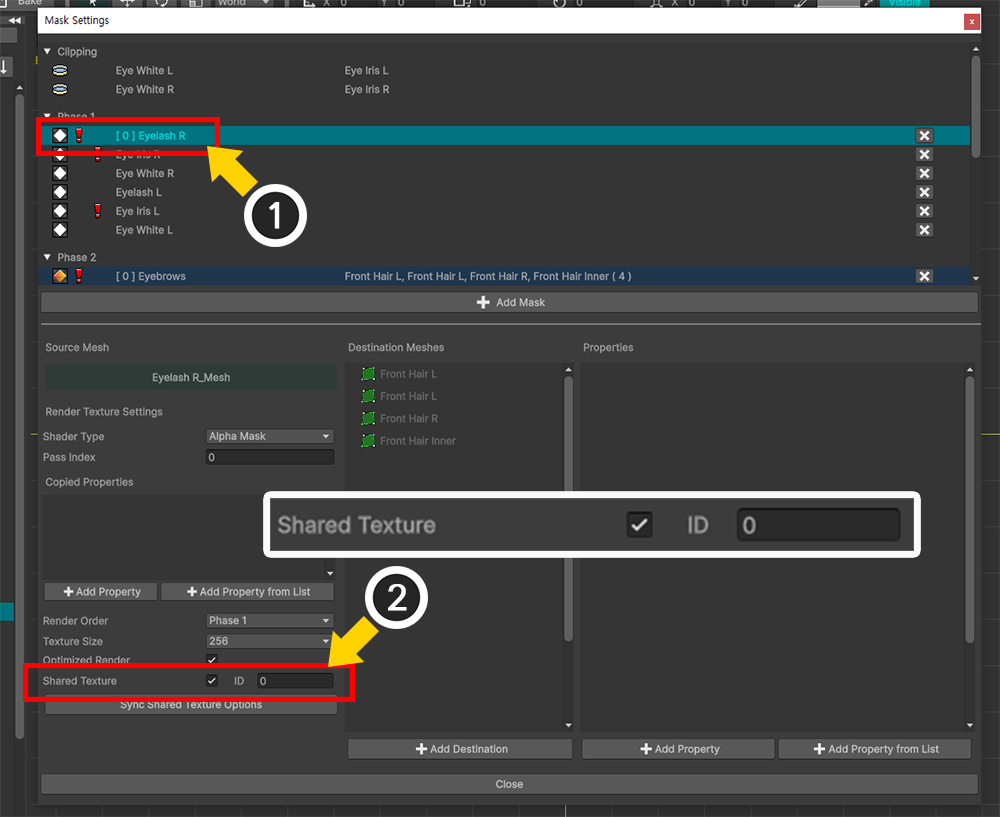 Bake World X 0 Y 0 0 0 X 0 Y 0 Visible
Mask Settings x
Clipping
Eye White L Eye Iris L
Eye White R Eye Iris R
Phase 1
[ 0 ] Eyelash R
Eye Iris R
Eye White R
Eyelash L
Eye Iris L
Eye White L
1
Phase 2
[ 0 ] Eyebrows Front Hair L, Front Hair L, Front Hair R, Front Hair Inner ( 4 )
Add Mask
Source Mesh Destination Meshes Properties
Eyelash R_Mesh
Front Hair L
Front Hair L
Front Hair R
Front Hair Inner
Render Texture Settings
Shader Type Alpha Mask
Pass Index 0
Copied Properties
Shared Texture ID 0
Add Property Add Property from List
2
Render Order Phase 1
Texture Size 256
Optimized Render
Shared Texture ID 0
Sync Shared Texture Options
Add Destination Add Property Add Property from List
Close